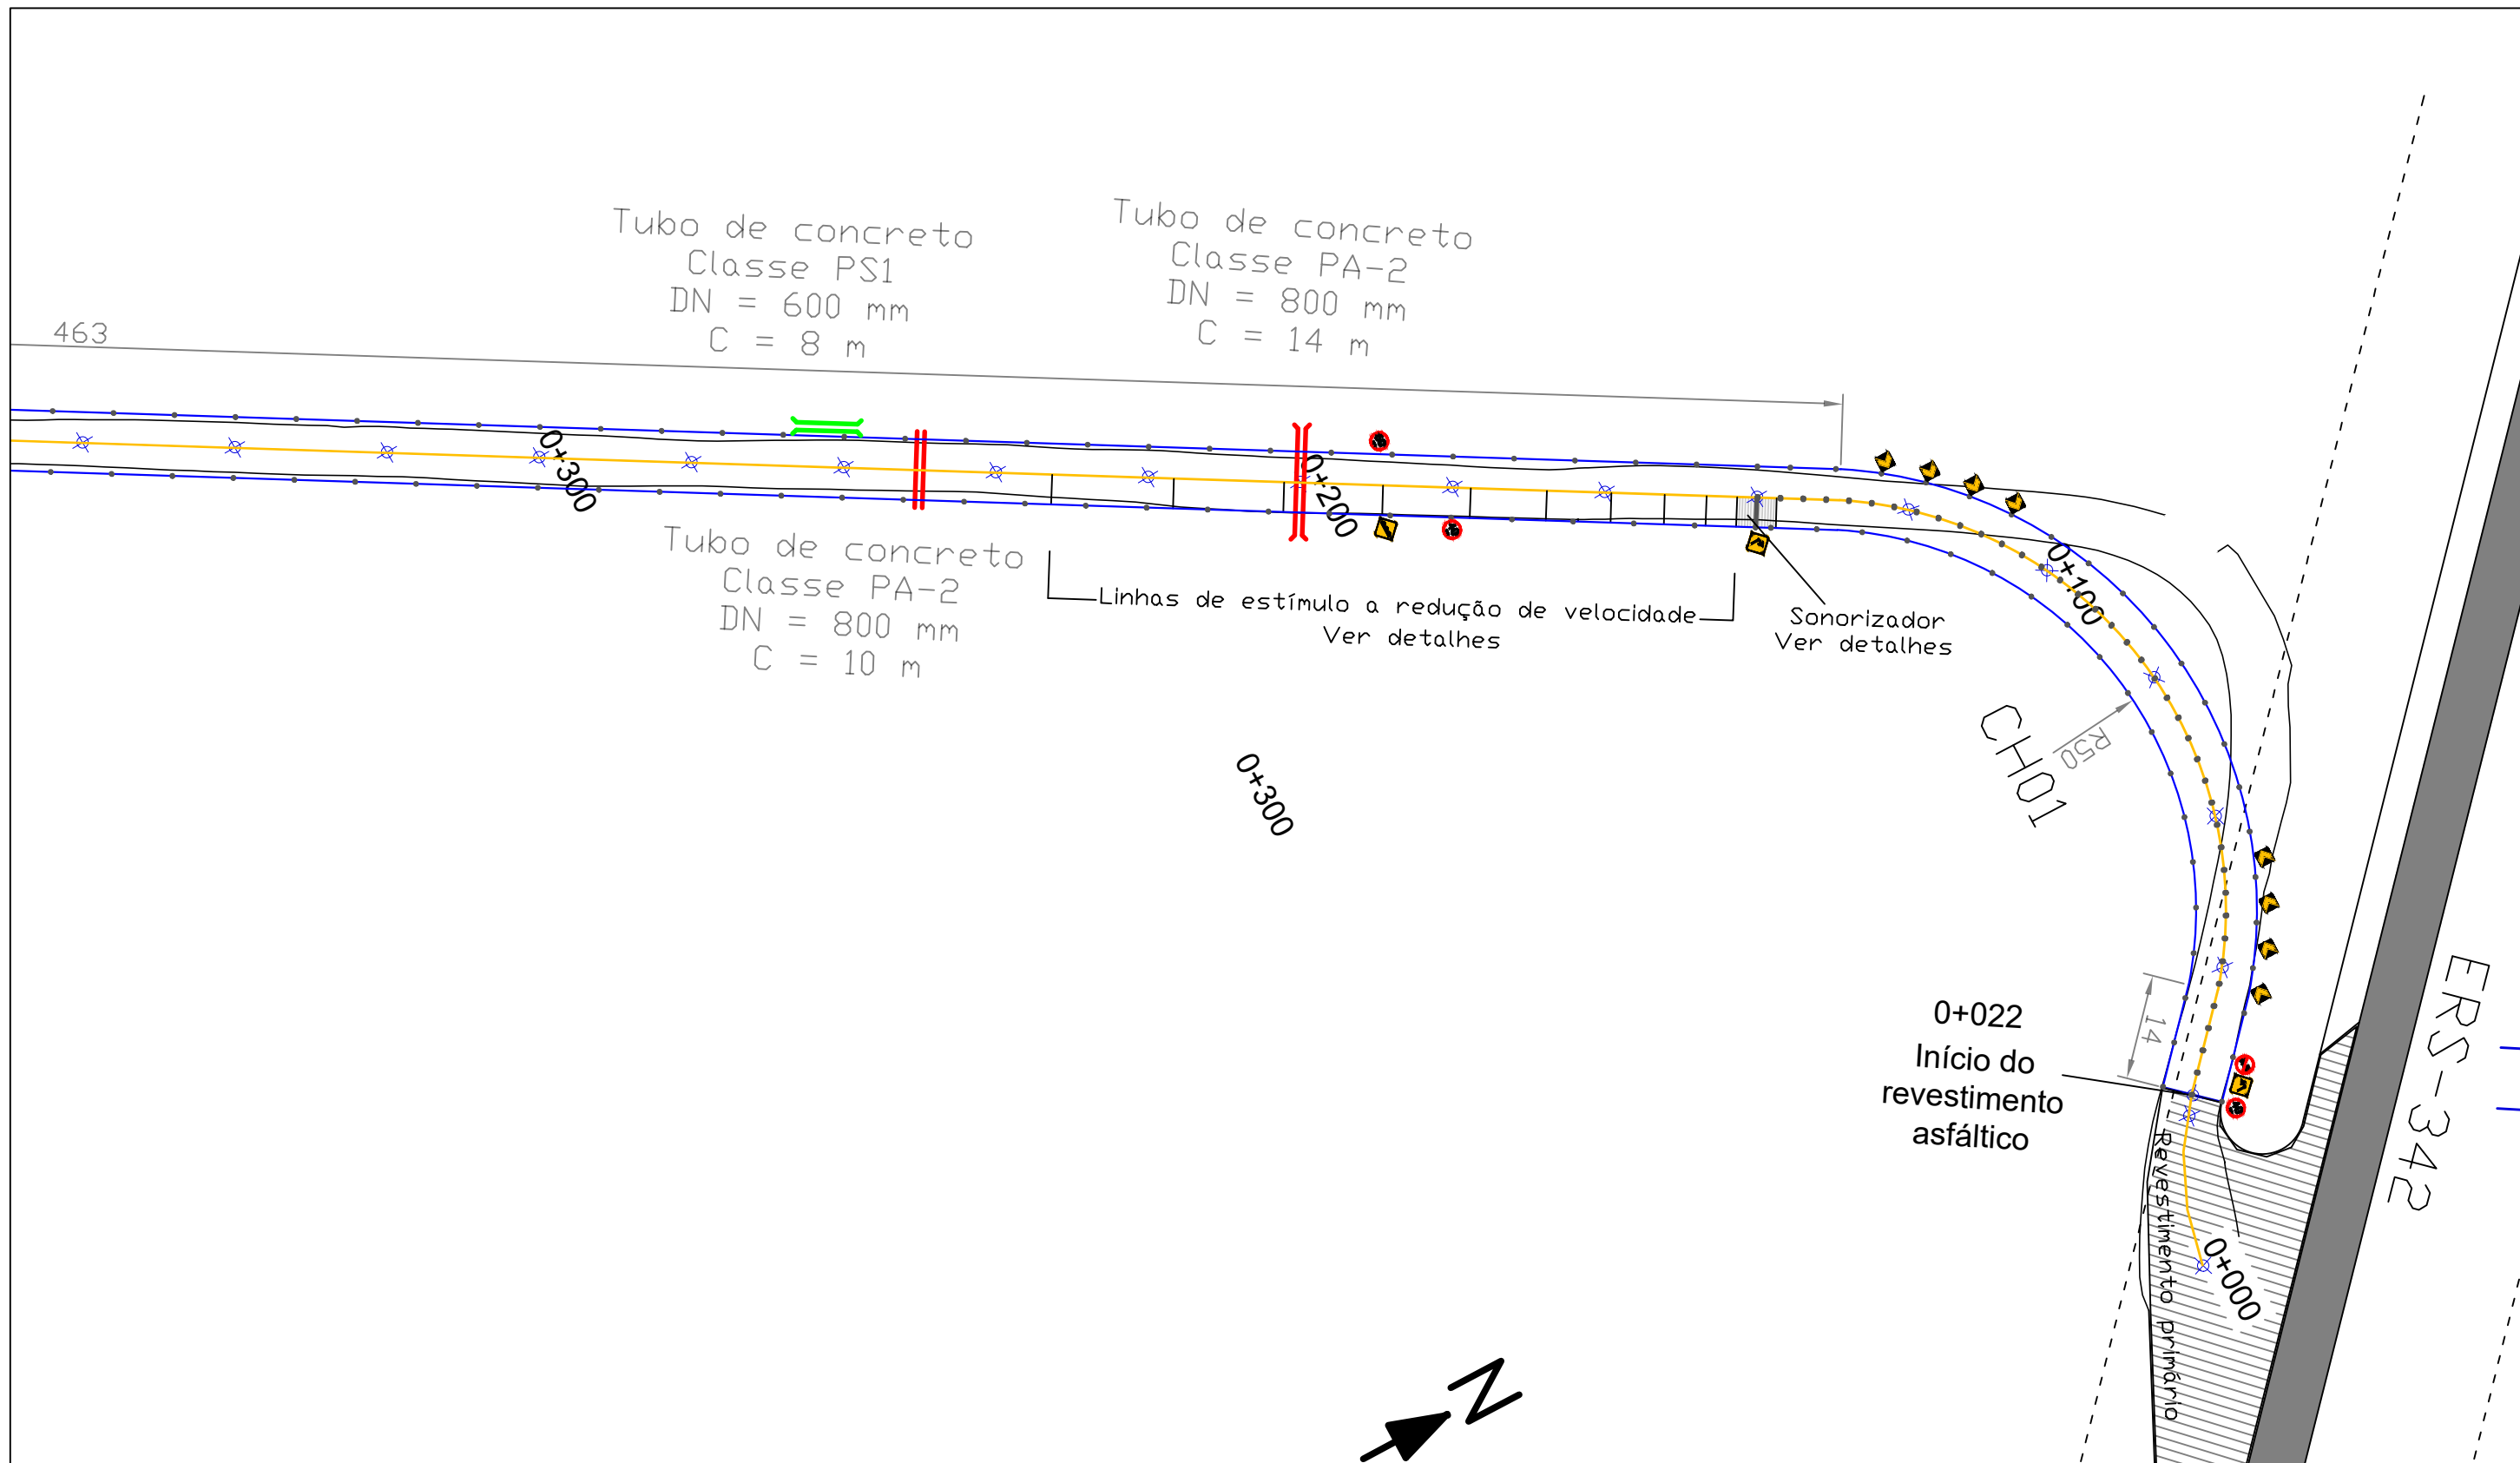 Tubo de concreto
Classe PS1
DN = 600 mm
C = 8 m
Tubo de concreto
Classe PA-2
DN = 800 mm
C = 14 m
463
0+300
0+200
0+100
Tubo de concreto
Classe PA-2
DN = 800 mm
C = 10 m
Linhas de estímulo a redução de velocidade
Ver detalhes
Sonorizador
Ver detalhes
CH01
R50
0+300
14
0+022
Início do
revestimento
asfáltico
ERS-342
Revestimento primário
0+000
N